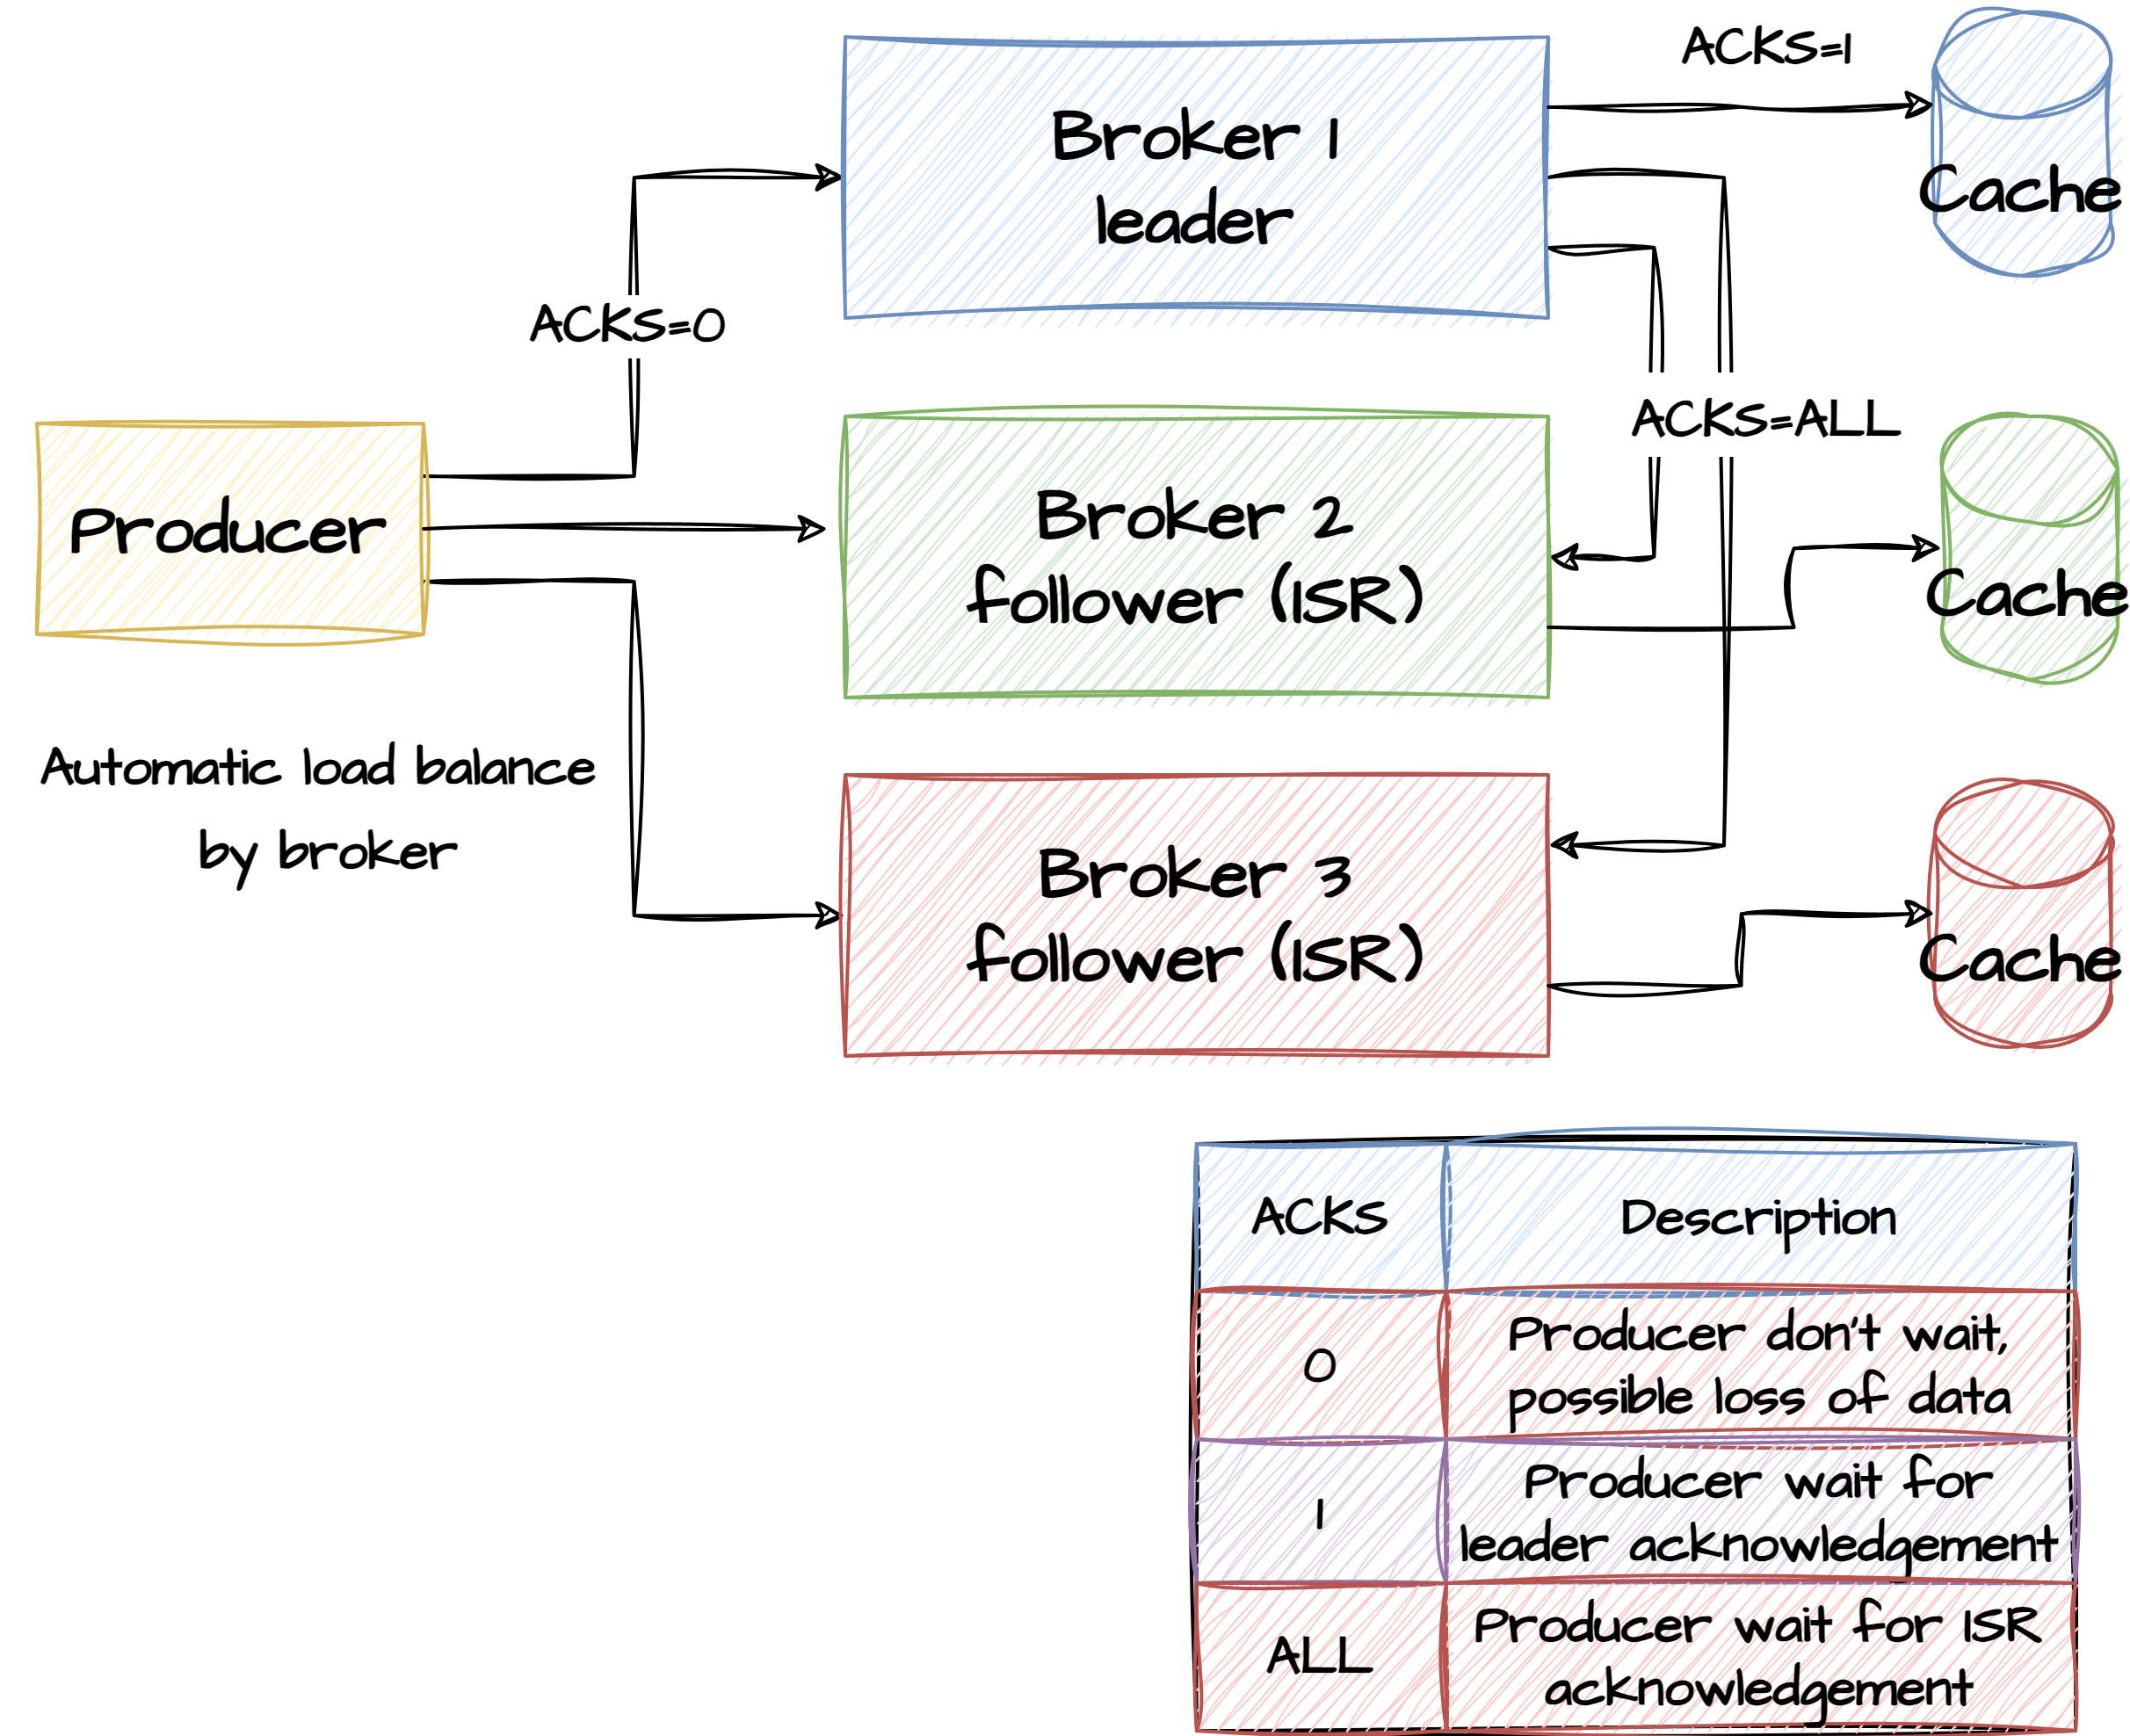 ACKS=1
Broker 1
leader
Cache
ACKS=0
ACKS=ALL
Producer
Broker 2
follower (ISR)
Cache
Automatic load balance
by broker
Broker 3
follower (ISR)
Cache
ACKS
Description
0
Producer don't wait,
possible loss of data
1
Producer wait for
leader acknowledgement
ALL
Producer wait for ISR
acknowledgement